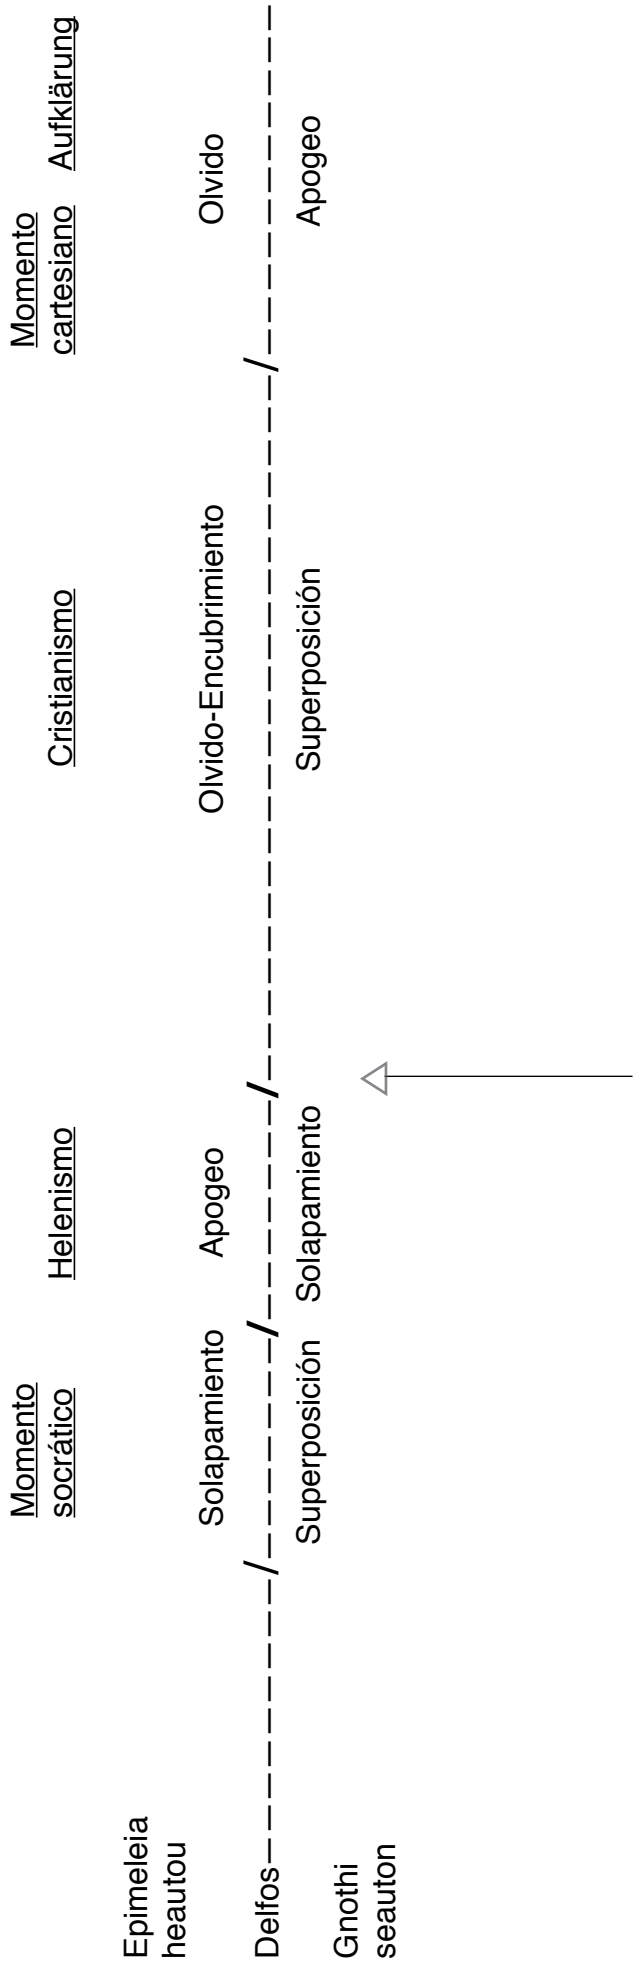 Momento
socrático
Helenismo
Cristianismo
Momento
cartesiano
Aufklärung
Epimeleia
heautou
Solapamiento
Apogeo
Olvido-Encubrimiento
Olvido
Delfos
Gnothi
seauton
Superposición
Solapamiento
Superposición
Apogeo